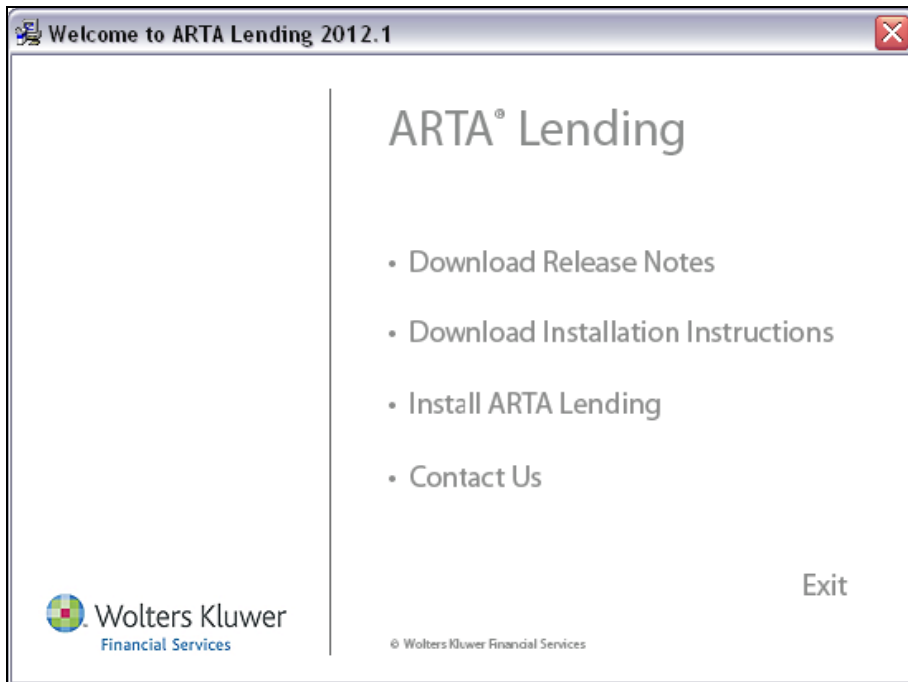 Welcome to ARTA Lending 2012.1
ARTA® Lending
• Download Release Notes
• Download Installation Instructions
• Install ARTA Lending
• Contact Us
Exit
Wolters Kluwer
Financial Services
© Wolters Kluwer Financial Services